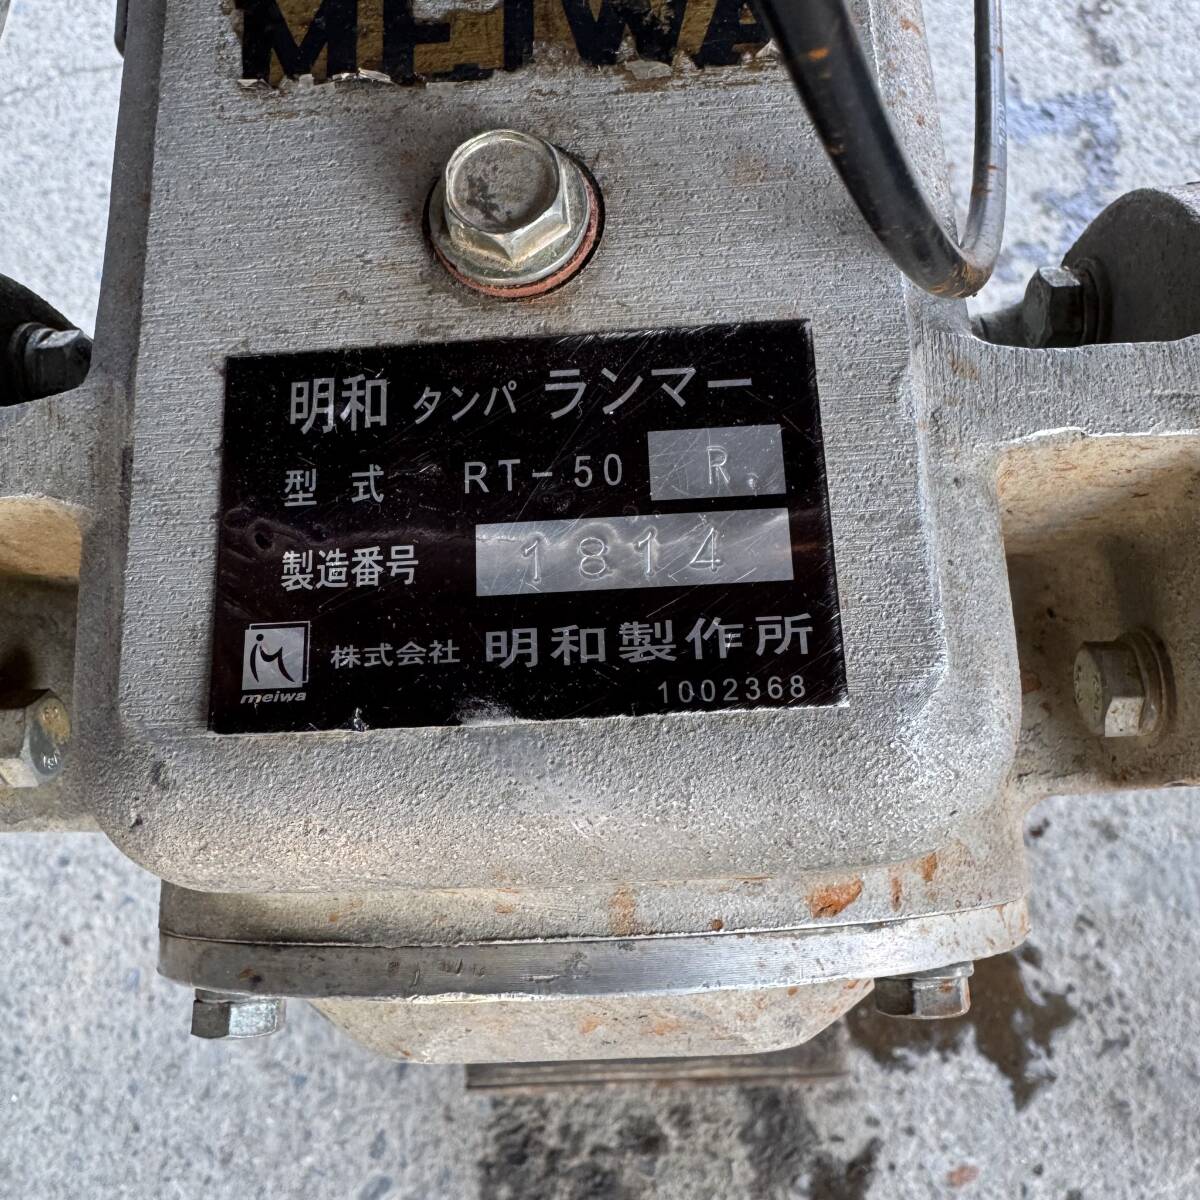 MEIWA
明和 タンパ ランマー
型式 RT-50 R
製造番号 1814
meiwa 株式会社 明和製作所
1002368